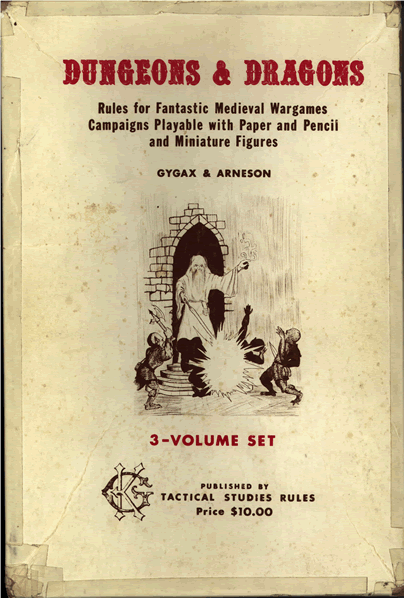 DUNGEONS & DRAGONS
Rules for Fantastic Medieval Wargames
Campaigns Playable with Paper and Pencil
and Miniature Figures
GYGAX & ARNESON
3-VOLUME SET
PUBLISHED BY
TACTICAL STUDIES RULES
Price $10.00